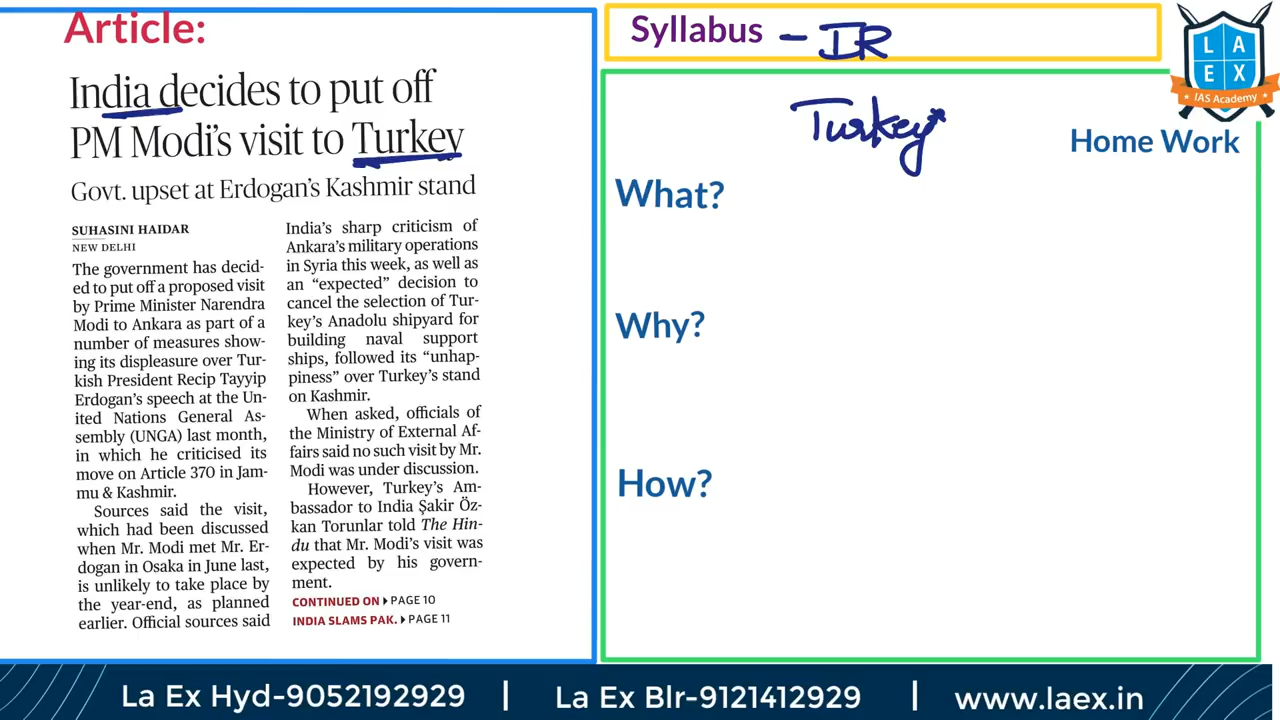 Article:
India decides to put off
PM Modi's visit to Turkey
Govt. upset at Erdogan's Kashmir stand
SUHASINI HAIDAR
NEW DELHI
The government has decid-
ed to put off a proposed visit
by Prime Minister Narendra
Modi to Ankara as part of a
number of measures show-
ing its displeasure over Tur-
kish President Recip Tayyip
Erdogan's speech at the Un-
ited Nations General As-
sembly (UNGA) last month,
in which he criticised its
move on Article 370 in Jam-
mu & Kashmir.
Sources said the visit,
which had been discussed
when Mr. Modi met Mr. Er-
dogan in Osaka in June last,
is unlikely to take place by
the year-end, as planned
earlier. Official sources said
India's sharp criticism of
Ankara's military operations
in Syria this week, as well as
an “expected” decision to
cancel the selection of Tur-
key's Anadolu shipyard for
building naval support
ships, followed its “unhap-
piness” over Turkey's stand
on Kashmir.
When asked, officials of
the Ministry of External Af-
fairs said no such visit by Mr.
Modi was under discussion.
However, Turkey's Am-
bassador to India Şakir Öz-
kan Torunlar told The Hin-
du that Mr. Modi's visit was
expected by his govern-
ment.
CONTINUED ON PAGE 10
INDIA SLAMS PAK. PAGE 11
Syllabus - IR
Turkey
Home Work
What?
Why?
How?
L A
E X
IAS Academy
La Ex Hyd-9052192929 | La Ex Blr-9121412929 | www.laex.in